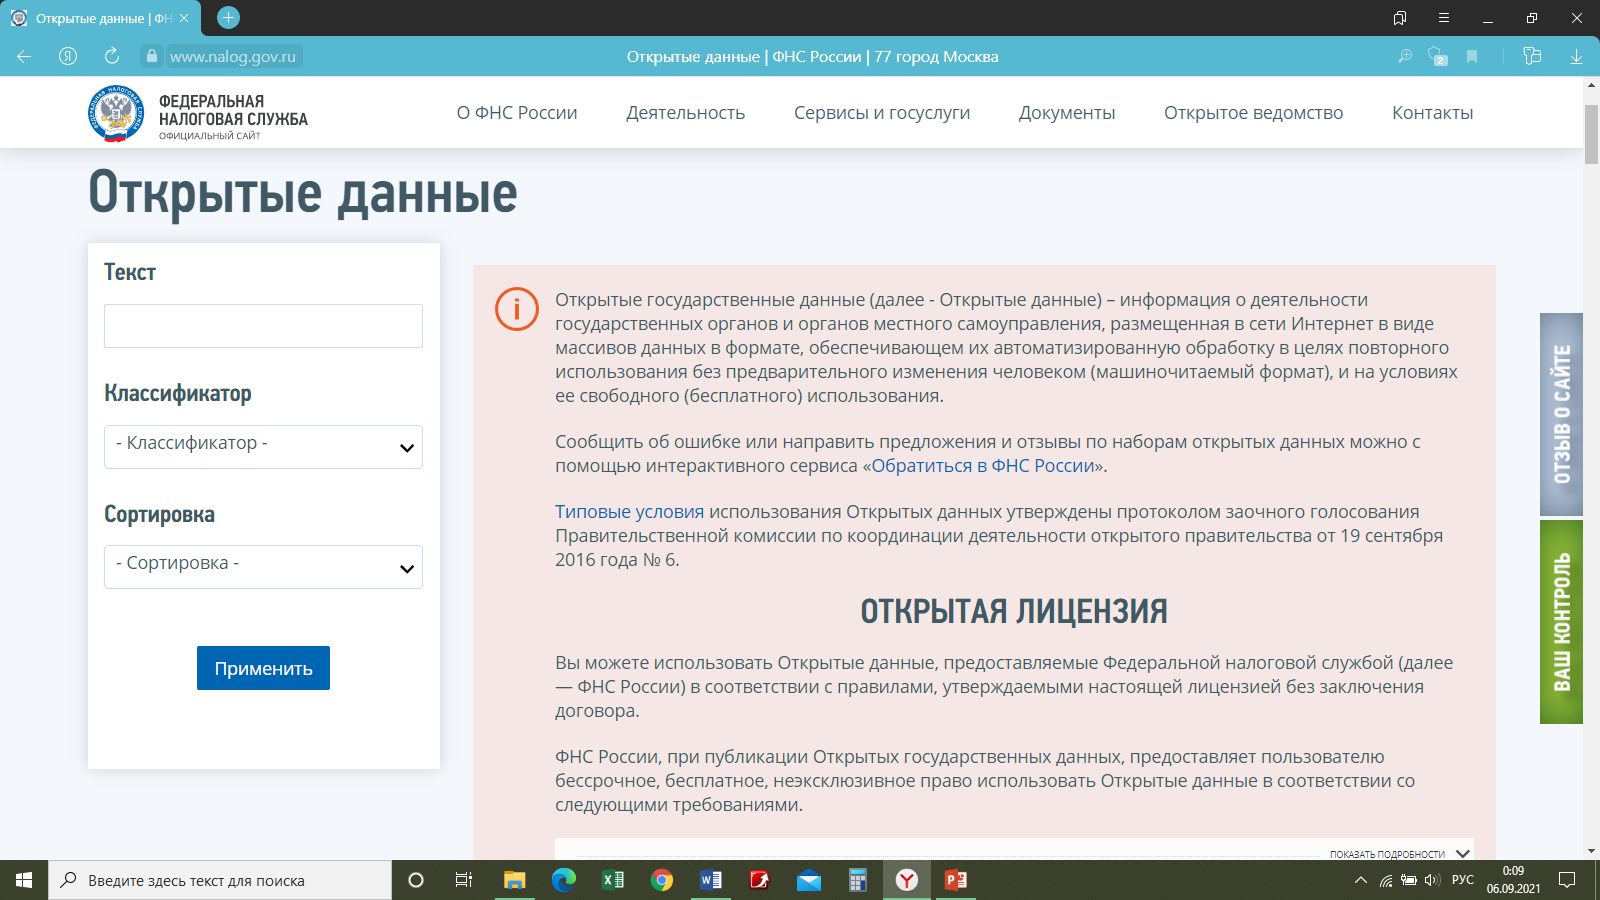 Открытые данные | ФН
www.nalog.gov.ru
Открытые данные | ФНС России | 77 город Москва
2
ФЕДЕРАЛЬНАЯ
НАЛОГОВАЯ СЛУЖБА
ОФИЦИАЛЬНЫЙ САЙТ
О ФНС России
Деятельность
Сервисы и госуслуги
Документы
Открытое ведомство
Контакты
Открытые данные
Текст
Классификатор
- Классификатор -
Сортировка
- Сортировка -
Применить
Открытые государственные данные (далее - Открытые данные) – информация о деятельности
государственных органов и органов местного самоуправления, размещенная в сети Интернет в виде
массивов данных в формате, обеспечивающем их автоматизированную обработку в целях повторного
использования без предварительного изменения человеком (машиночитаемый формат), и на условиях
ее свободного (бесплатного) использования.
Сообщить об ошибке или направить предложения и отзывы по наборам открытых данных можно с
помощью интерактивного сервиса «Обратиться в ФНС России».
Типовые условия использования Открытых данных утверждены протоколом заочного голосования
Правительственной комиссии по координации деятельности открытого правительства от 19 сентября
2016 года № 6.
ОТКРЫТАЯ ЛИЦЕНЗИЯ
Вы можете использовать Открытые данные, предоставляемые Федеральной налоговой службой (далее
— ФНС России) в соответствии с правилами, утверждаемыми настоящей лицензией без заключения
договора.
ФНС России, при публикации Открытых государственных данных, предоставляет пользователю
бессрочное, бесплатное, неэксклюзивное право использовать Открытые данные в соответствии со
следующими требованиями.
ПОКАЗАТЬ ПОДРОБНОСТИ
ОТЗЫВ О САЙТЕ
ВАШ КОНТРОЛЬ
Введите здесь текст для поиска
РУС
0:09
06.09.2021